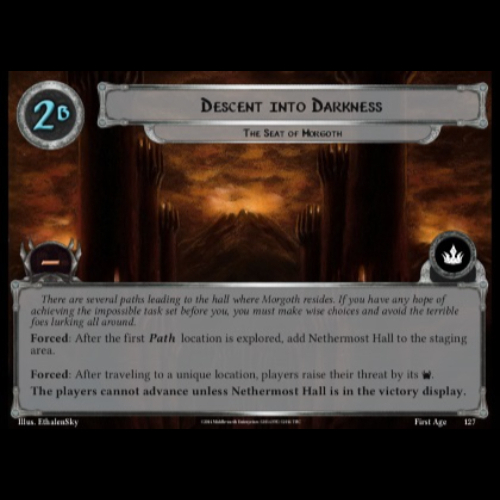 2B
DESCENT INTO DARKNESS
THE SEAT OF MORGOTH
There are several paths leading to the hall where Morgoth resides. If you have any hope of
achieving the impossible task set before you, you must make wise choices and avoid the terrible
foes lurking all around.
Forced: After the first Path location is explored, add Nethermost Hall to the staging
area.
Forced: After traveling to a unique location, players raise their threat by its
The players cannot advance unless Nethermost Hall is in the victory display.
Illus. EthalenSky
First Age 127